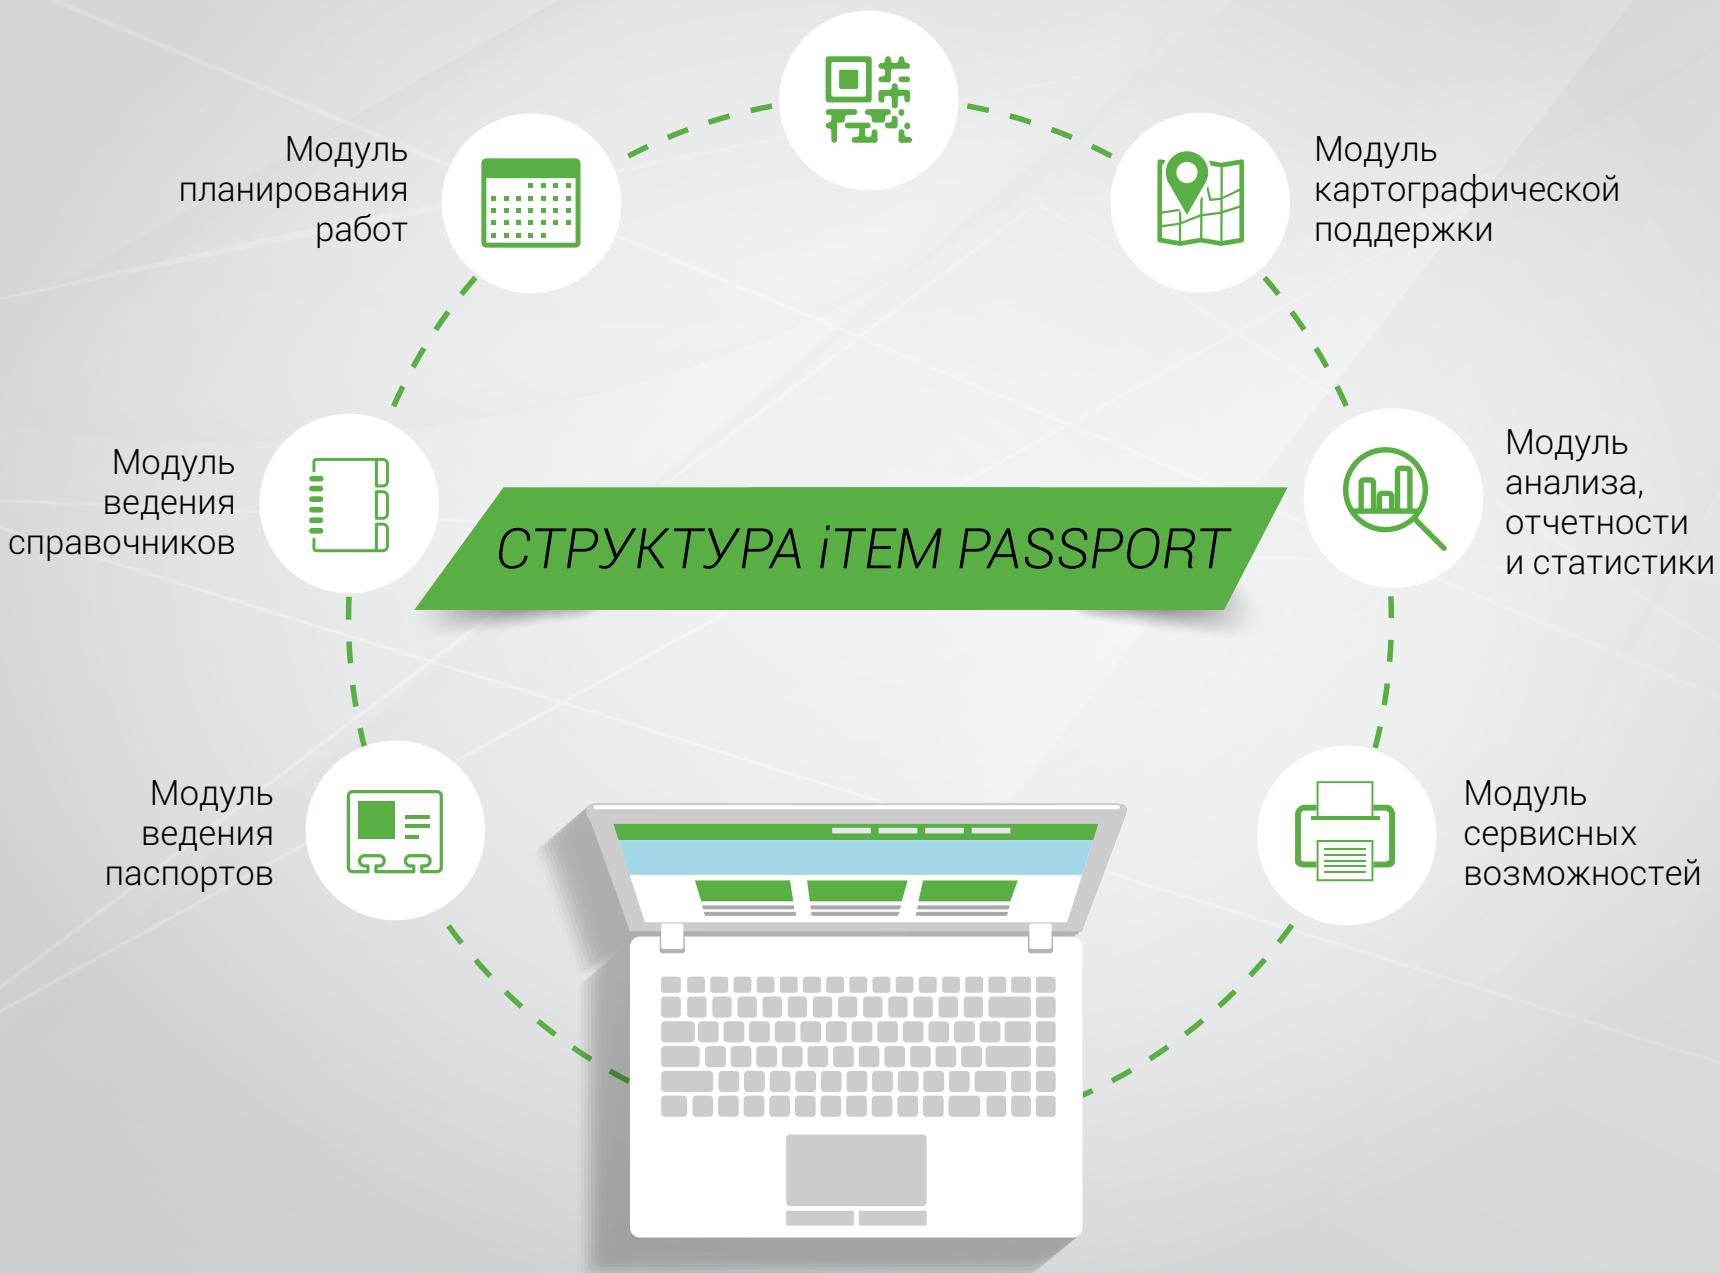 Модуль
планирования
работ
Модуль
картографической
поддержки
Модуль
ведения
справочников
СТРУКТУРА iTEM PASSPORT
Модуль
анализа,
отчетности
и статистики
Модуль
ведения
паспортов
Модуль
сервисных
возможностей